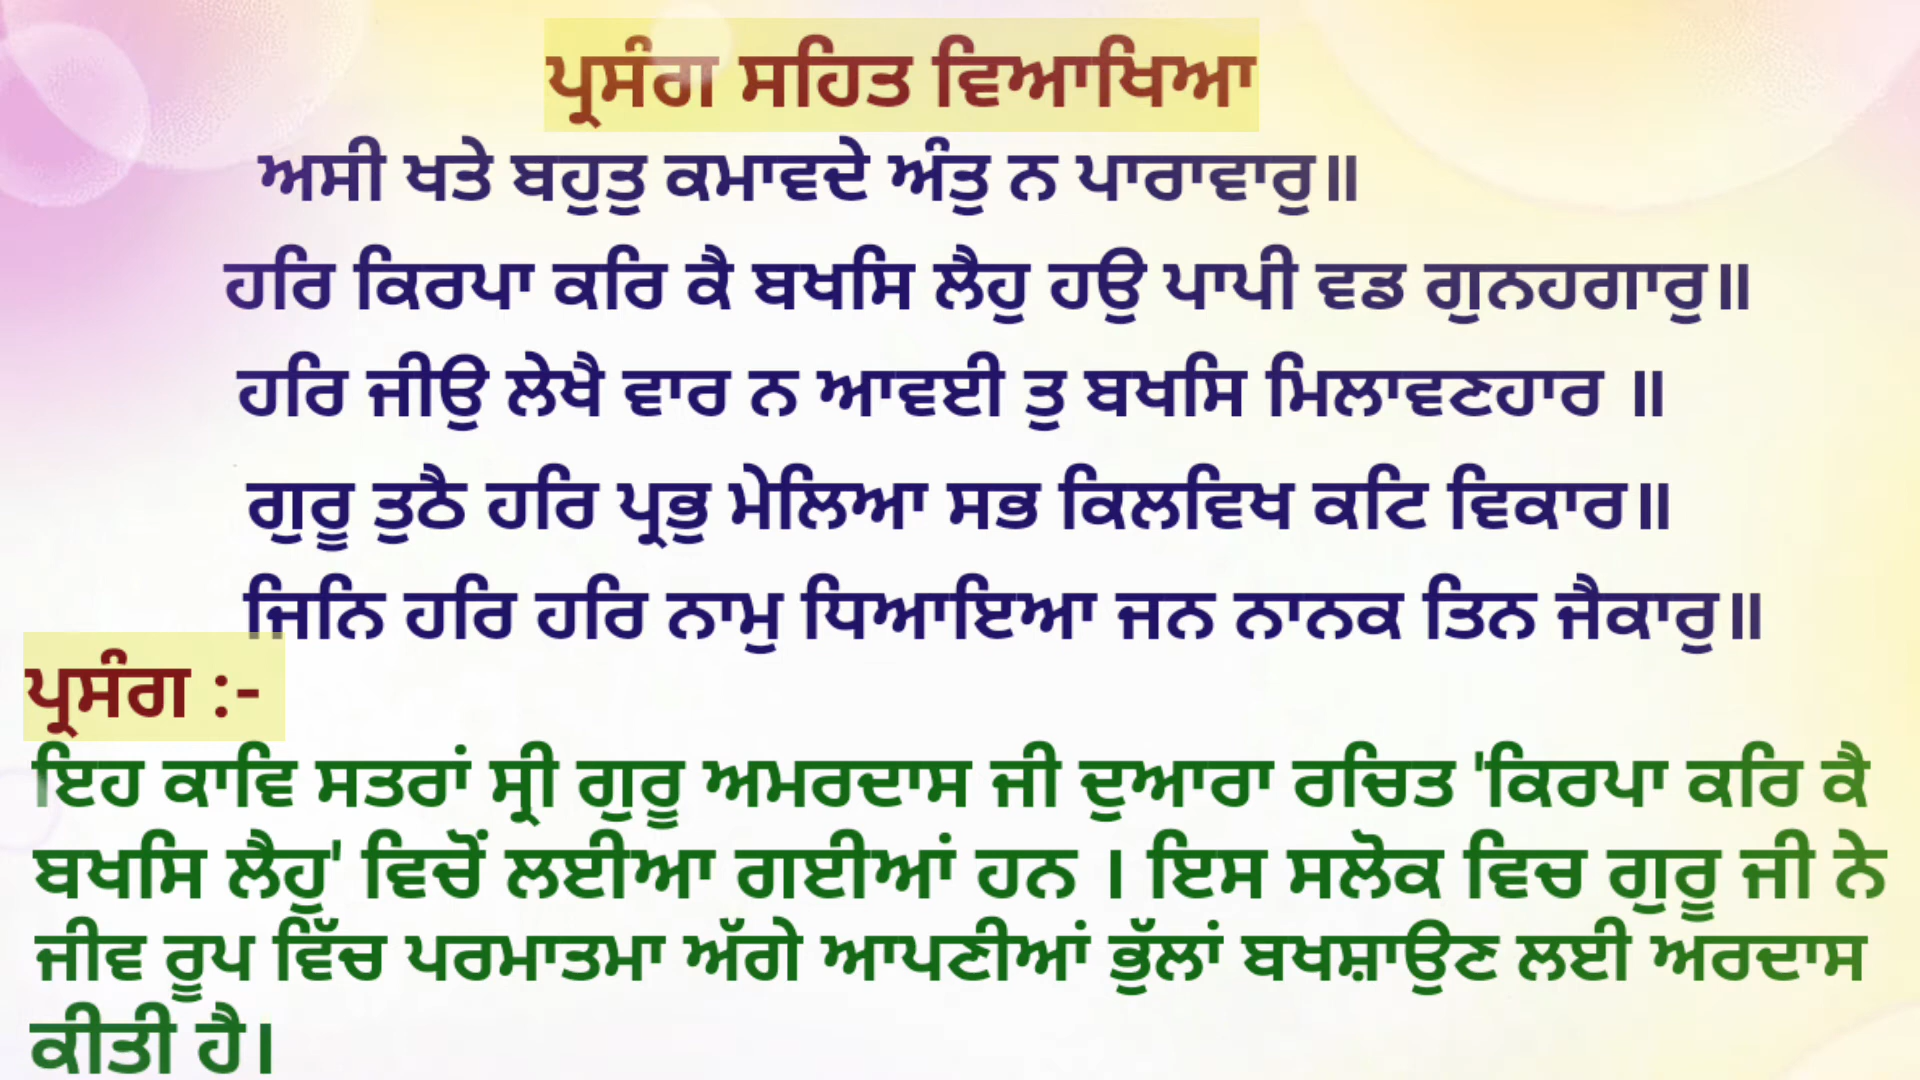 ਪ੍ਰਸੰਗ ਸਹਿਤ ਵਿਆਖਿਆ
ਅਸੀ ਖਤੇ ਬਹੁਤੁ ਕਮਾਵਦੇ ਅੰਤੁ ਨ ਪਾਰਾਵਾਰੁ॥
ਹਰਿ ਕਿਰਪਾ ਕਰਿ ਕੈ ਬਖਸਿ ਲੈਹੁ ਹਉ ਪਾਪੀ ਵਡ ਗੁਨਹਗਾਰੁ॥
ਹਰਿ ਜੀਉ ਲੇਖੈ ਵਾਰ ਨ ਆਵਈ ਤੁ ਬਖਸਿ ਮਿਲਾਵਣਹਾਰ ॥
ਗੁਰੂ ਤੁਠੈ ਹਰਿ ਪ੍ਰਭੁ ਮੇਲਿਆ ਸਭ ਕਿਲਵਿਖ ਕਟਿ ਵਿਕਾਰ॥
ਜਿਨਿ ਹਰਿ ਹਰਿ ਨਾਮੁ ਧਿਆਇਆ ਜਨ ਨਾਨਕ ਤਿਨ ਜੈਕਾਰੁ॥
ਪ੍ਰਸੰਗ :-
ਇਹ ਕਾਵਿ ਸਤਰਾਂ ਸ੍ਰੀ ਗੁਰੂ ਅਮਰਦਾਸ ਜੀ ਦੁਆਰਾ ਰਚਿਤ 'ਕਿਰਪਾ ਕਰਿ ਕੈ
ਬਖਸਿ ਲੈਹੁ' ਵਿਚੋਂ ਲਈਆ ਗਈਆਂ ਹਨ । ਇਸ ਸਲੋਕ ਵਿਚ ਗੁਰੂ ਜੀ ਨੇ
ਜੀਵ ਰੂਪ ਵਿੱਚ ਪਰਮਾਤਮਾ ਅੱਗੇ ਆਪਣੀਆਂ ਭੁੱਲਾਂ ਬਖਸ਼ਾਉਣ ਲਈ ਅਰਦਾਸ
ਕੀਤੀ ਹੈ।